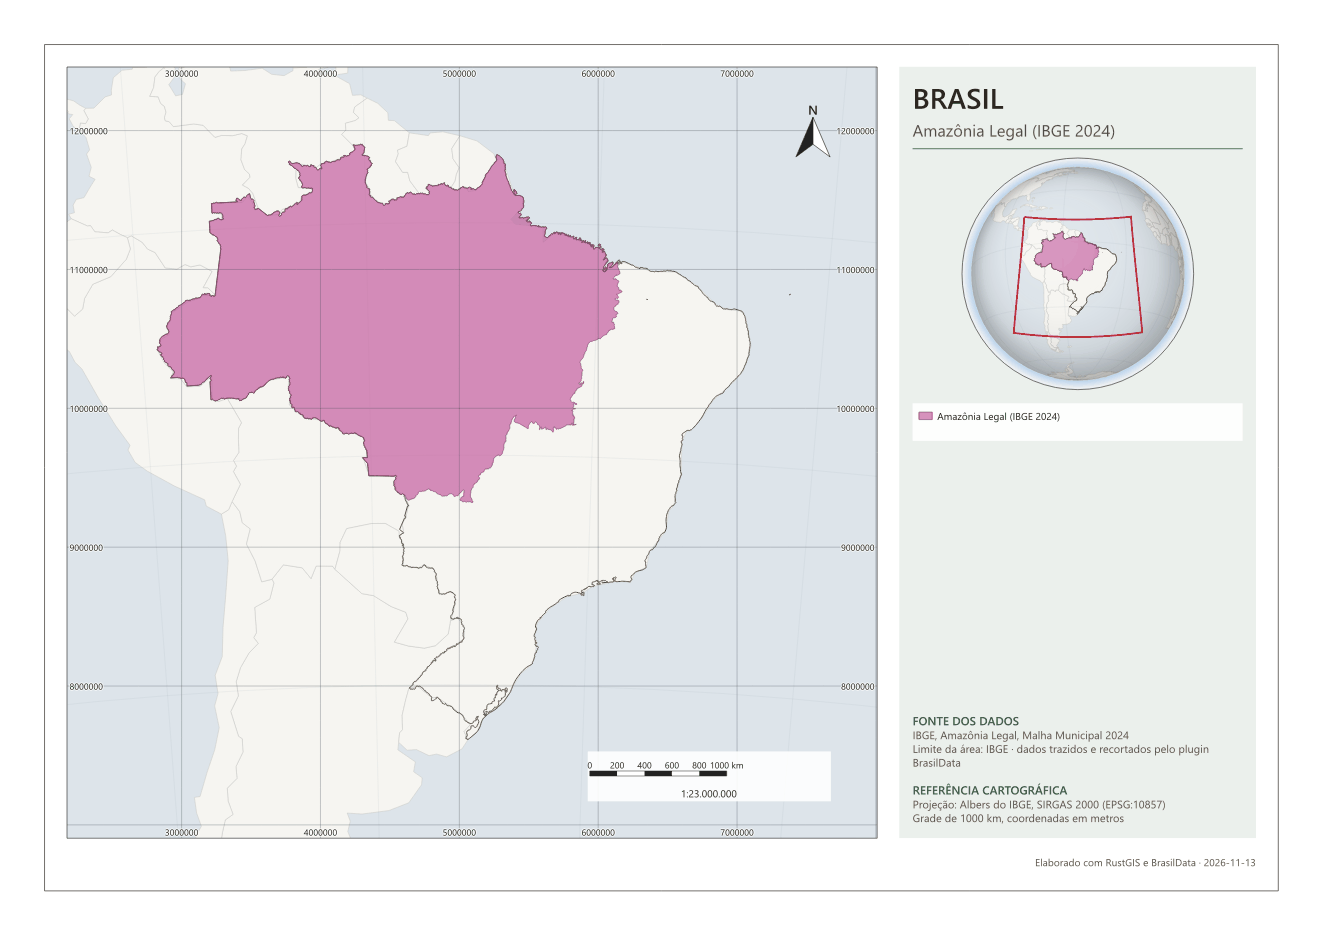 3000000 4000000 5000000 6000000 7000000
N
12000000 12000000
11000000 11000000
10000000 10000000
9000000 9000000
8000000 8000000
0 200 400 600 800 1000 km
1:23.000.000
3000000 4000000 5000000 6000000 7000000
BRASIL
Amazônia Legal (IBGE 2024)
Amazônia Legal (IBGE 2024)
FONTE DOS DADOS
IBGE, Amazônia Legal, Malha Municipal 2024
Limite da área: IBGE · dados trazidos e recortados pelo plugin
BrasilData
REFERÊNCIA CARTOGRÁFICA
Projeção: Albers do IBGE, SIRGAS 2000 (EPSG:10857)
Grade de 1000 km, coordenadas em metros
Elaborado com RustGIS e BrasilData · 2026-11-13